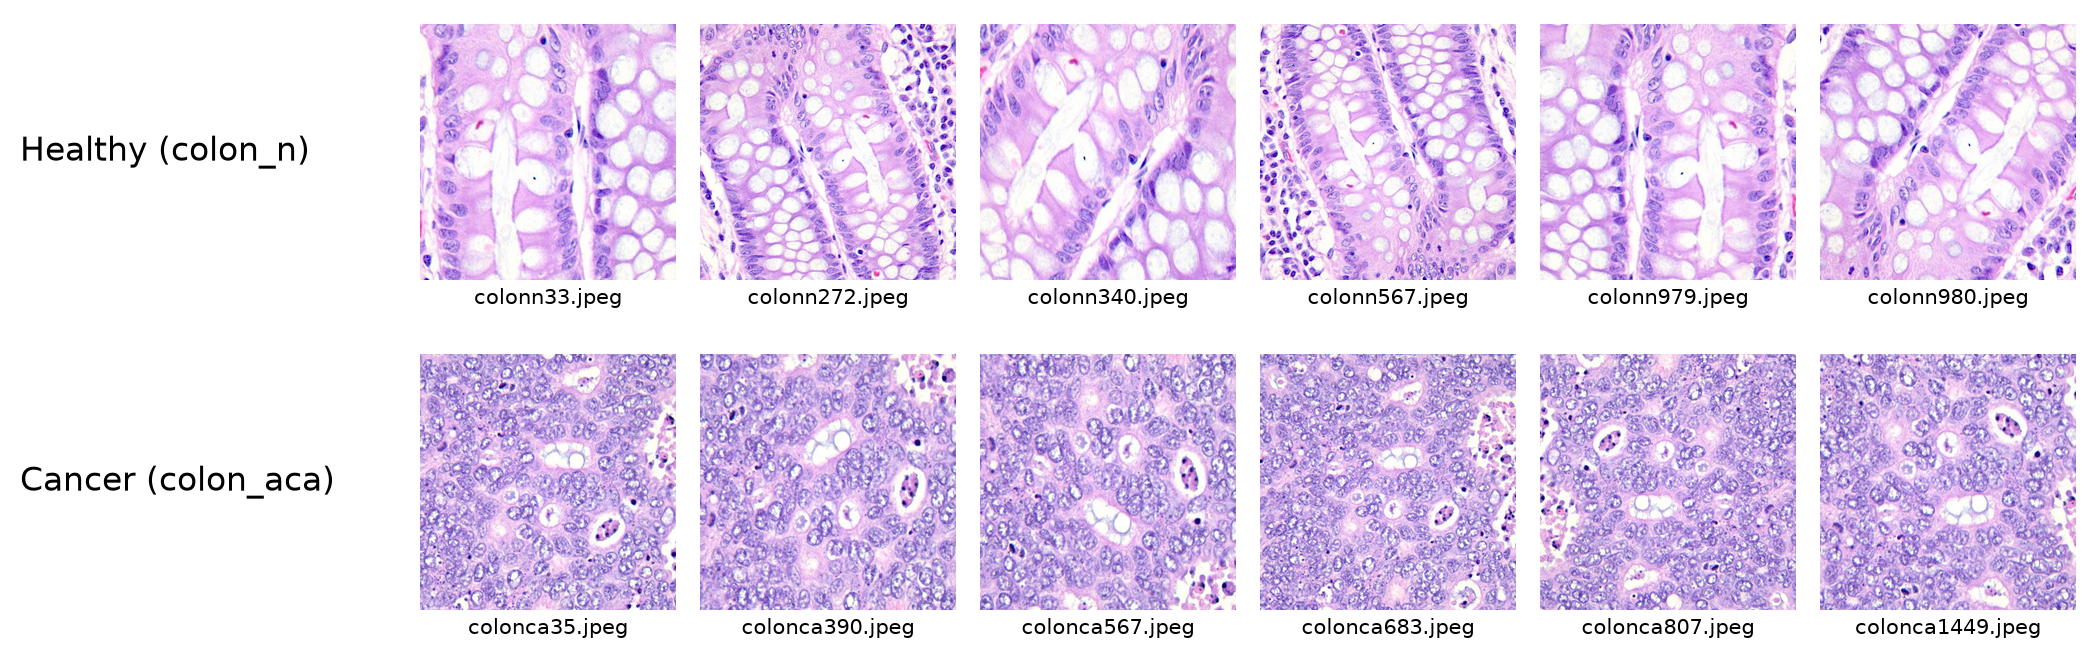 Healthy (colon_n)
colonn33.jpeg
colonn272.jpeg
colonn340.jpeg
colonn567.jpeg
colonn979.jpeg
colonn980.jpeg
Cancer (colon_aca)
colonca35.jpeg
colonca390.jpeg
colonca567.jpeg
colonca683.jpeg
colonca807.jpeg
colonca1449.jpeg